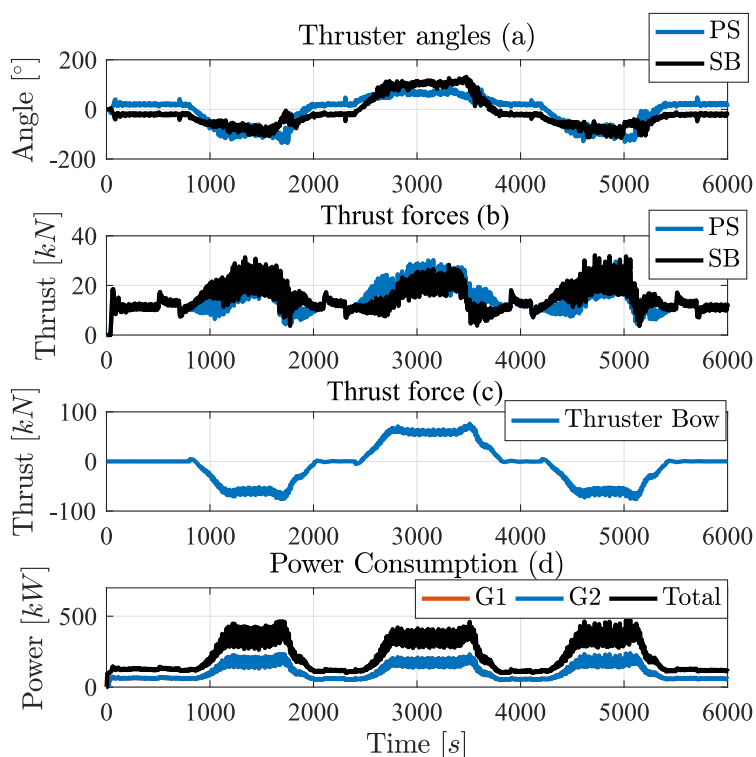 Thruster angles (a)
Angle [°]
200
0
-200
PS
SB
0 1000 2000 3000 4000 5000 6000
Thrust forces (b)
Thrust [kN]
40
20
0
PS
SB
0 1000 2000 3000 4000 5000 6000
Thrust force (c)
Thrust [kN]
100
0
-100
Thruster Bow
0 1000 2000 3000 4000 5000 6000
Power Consumption (d)
Power [kW]
500
0
G1 G2 Total
0 1000 2000 3000 4000 5000 6000
Time [s]